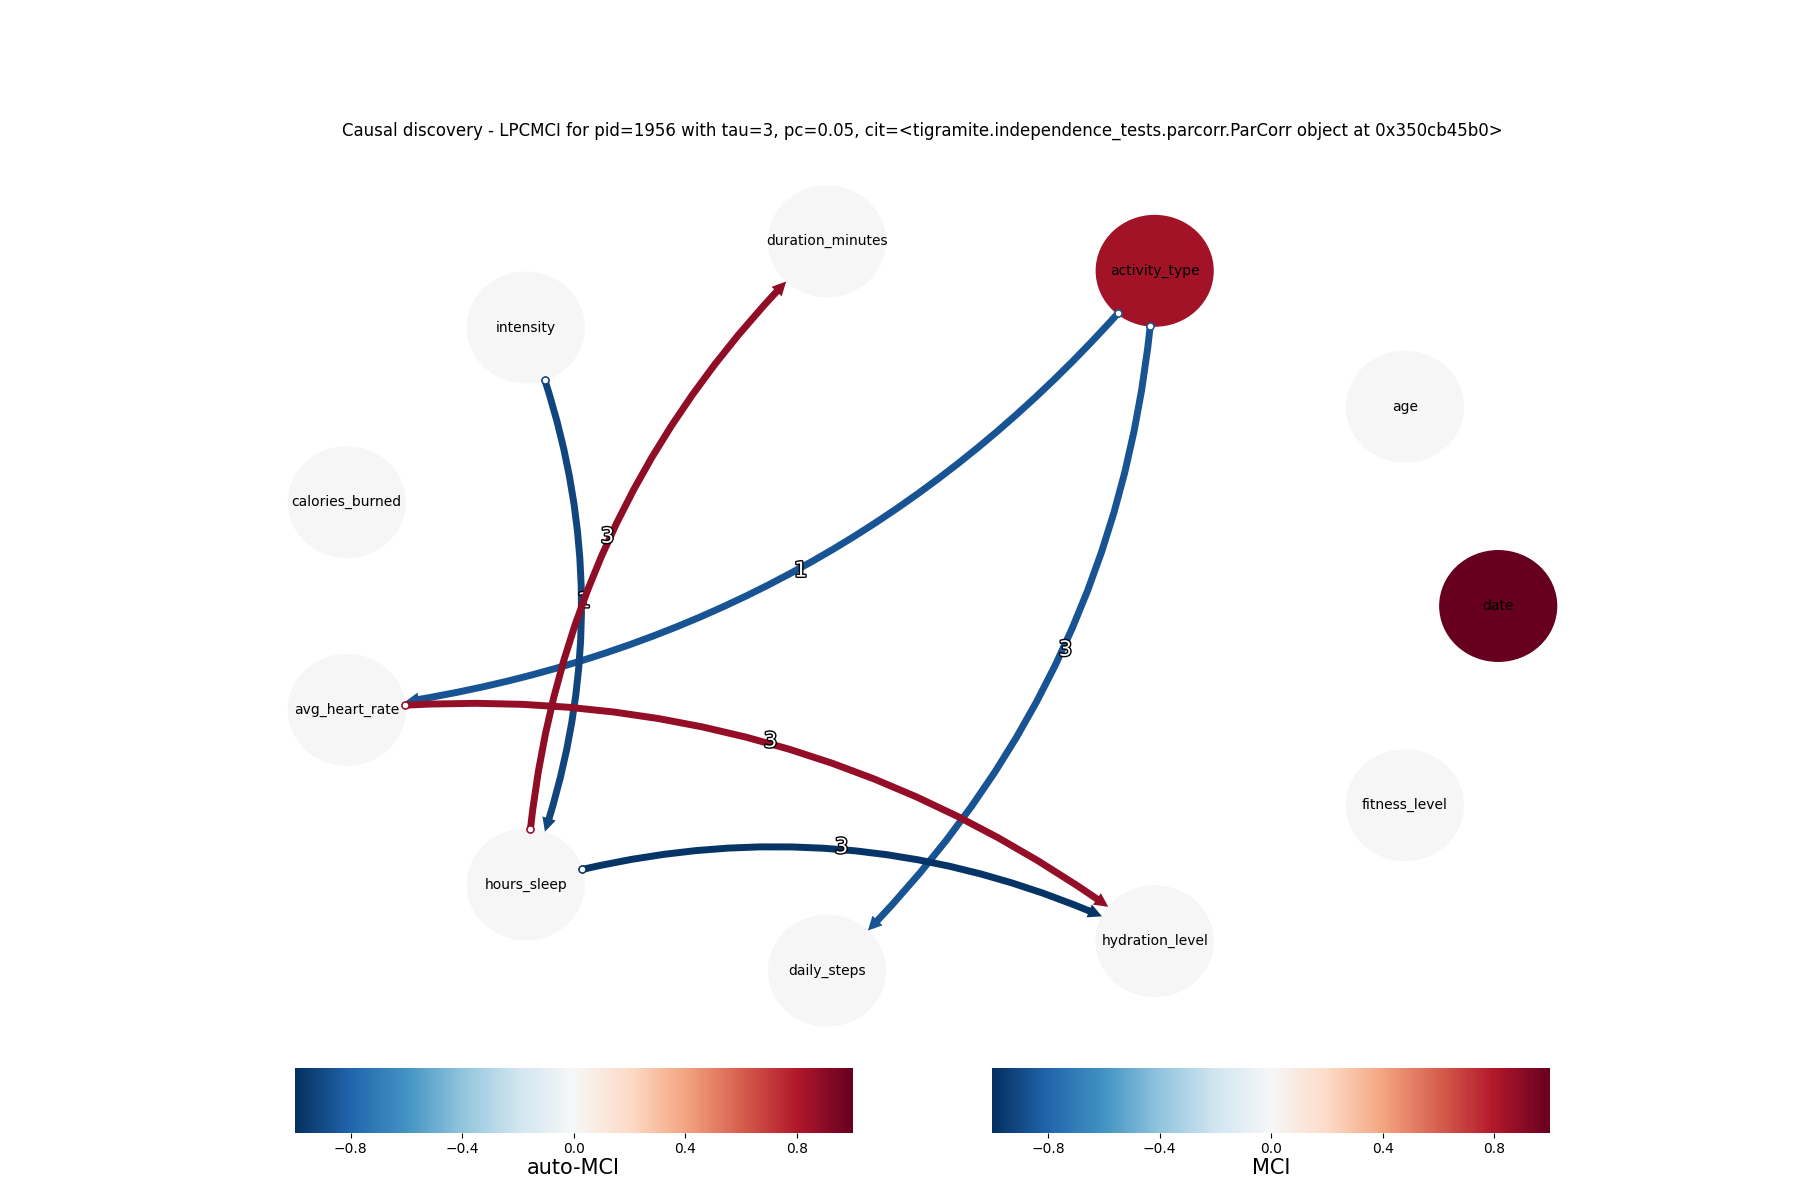 Causal discovery - LPCMCI for pid=1956 with tau=3, pc=0.05, cit=<tigramite.independence_tests.parcorr.ParCorr object at 0x350cb45b0>
duration_minutes
activity_type
intensity
age
calories_burned
3
1
date
3
avg_heart_rate
3
fitness_level
3
hours_sleep
hydration_level
daily_steps
−0.8 −0.4 0.0 0.4 0.8
auto-MCI
−0.8 −0.4 0.0 0.4 0.8
MCI